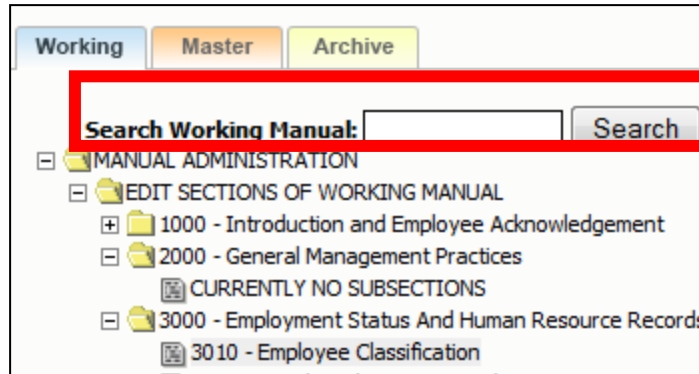 Working Master Archive
Search Working Manual: Search
MANUAL ADMINISTRATION
EDIT SECTIONS OF WORKING MANUAL
1000 - Introduction and Employee Acknowledgement
2000 - General Management Practices
CURRENTLY NO SUBSECTIONS
3000 - Employment Status And Human Resource Records
3010 - Employee Classification